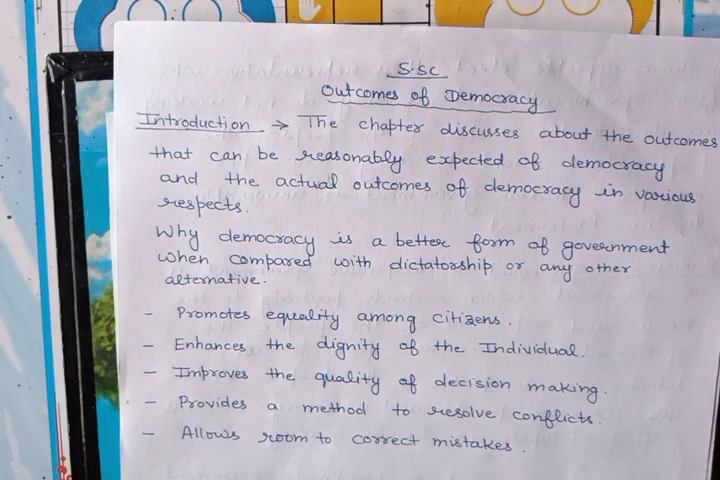 S.SC
Outcomes of Democracy
Introduction → The chapter discusses about the outcomes
that can be reasonably expected of democracy
and the actual outcomes of democracy in various
respects.
Why democracy is a better form of government
when compared with dictatorship or any other
alternative.
- Promotes equality among citizens.
- Enhances the dignity of the Individual.
- Improves the quality of decision making.
- Provides a method to resolve conflicts.
- Allows room to correct mistakes.